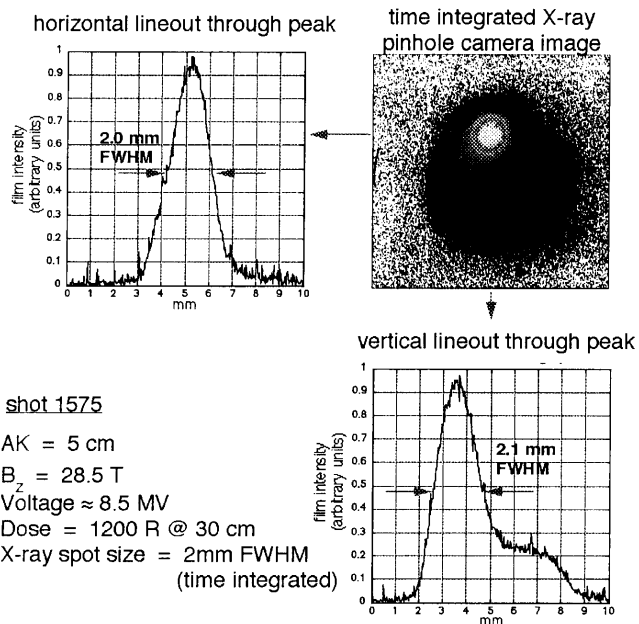 horizontal lineout through peak
time integrated X-ray
pinhole camera image
1
0.9
0.8
0.7
0.6
0.5
0.4
0.3
0.2
0.1
0
film intensity
(arbitrary units)
2.0 mm
FWHM
0 1 2 3 4 5 6 7 8 9 10
mm
vertical lineout through peak
1
0.9
0.8
0.7
0.6
0.5
0.4
0.3
0.2
0.1
0
film intensity
(arbitrary units)
2.1 mm
FWHM
0 1 2 3 4 5 6 7 8 9 10
mm
shot 1575
AK = 5 cm
Bz = 28.5 T
Voltage ≈ 8.5 MV
Dose = 1200 R @ 30 cm
X-ray spot size = 2mm FWHM
(time integrated)